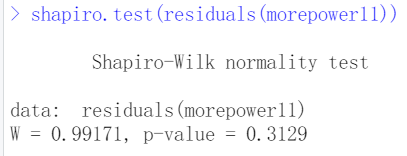 > shapiro.test(residuals(morepower11))
Shapiro-Wilk normality test
data:  residuals(morepower11)
W = 0.99171, p-value = 0.3129